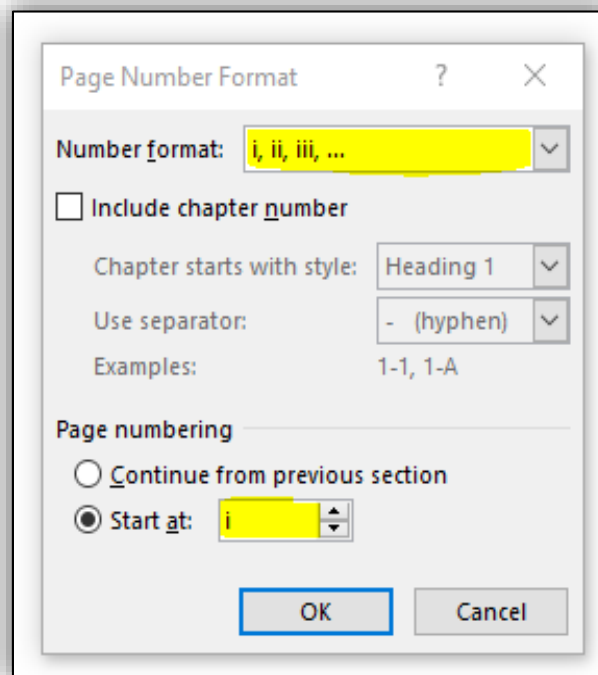 Page Number Format ?
Number format: i, ii, iii, ...
Include chapter number
Chapter starts with style: Heading 1
Use separator: - (hyphen)
Examples: 1-1, 1-A
Page numbering
Continue from previous section
Start at: i
OK Cancel